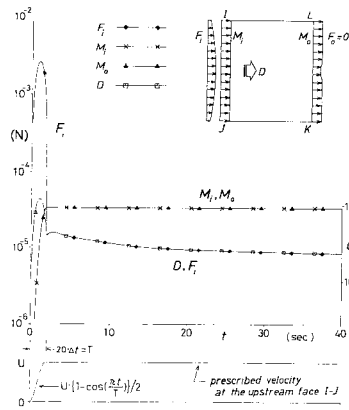 10⁻²
F_i
M_i
M_o
D
I L
F_i M_i M_o F_o=0
D
J K
10⁻³
(N)
F_i
10⁻⁴
M_i, M_o
10⁻⁵
D, F_i
10⁻⁶
0 10 20 30 40
t (sec)
20·Δt=T
U
U·{1-cos(πt/T)}/2
prescribed velocity
at the upstream face I-J
0